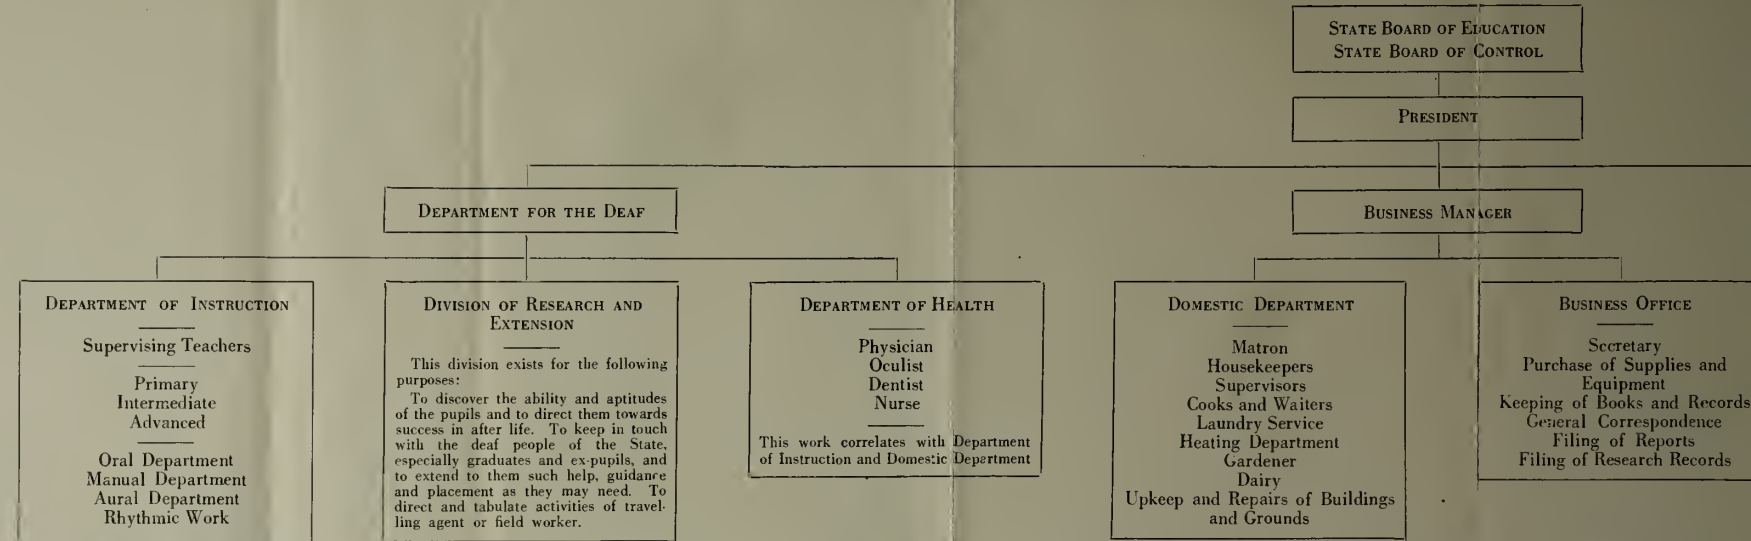 STATE BOARD OF EDUCATION
STATE BOARD OF CONTROL
PRESIDENT
DEPARTMENT FOR THE DEAF
BUSINESS MANAGER
DEPARTMENT OF INSTRUCTION
Supervising Teachers
Primary
Intermediate
Advanced
Oral Department
Manual Department
Aural Department
Rhythmic Work
DIVISION OF RESEARCH AND
EXTENSION
This division exists for the following
purposes:
To discover the ability and aptitudes
of the pupils and to direct them towards
success in after life. To keep in touch
with the deaf people of the State,
especially graduates and ex-pupils, and
to extend to them such help, guidance
and placement as they may need. To
direct and tabulate activities of travel-
ling agent or field worker.
DEPARTMENT OF HEALTH
Physician
Oculist
Dentist
Nurse
This work correlates with Department
of Instruction and Domestic Department
DOMESTIC DEPARTMENT
Matron
Housekeepers
Supervisors
Cooks and Waiters
Laundry Service
Heating Department
Gardener
Dairy
Upkeep and Repairs of Buildings
and Grounds
BUSINESS OFFICE
Secretary
Purchase of Supplies and
Equipment
Keeping of Books and Records
General Correspondence
Filing of Reports
Filing of Research Records